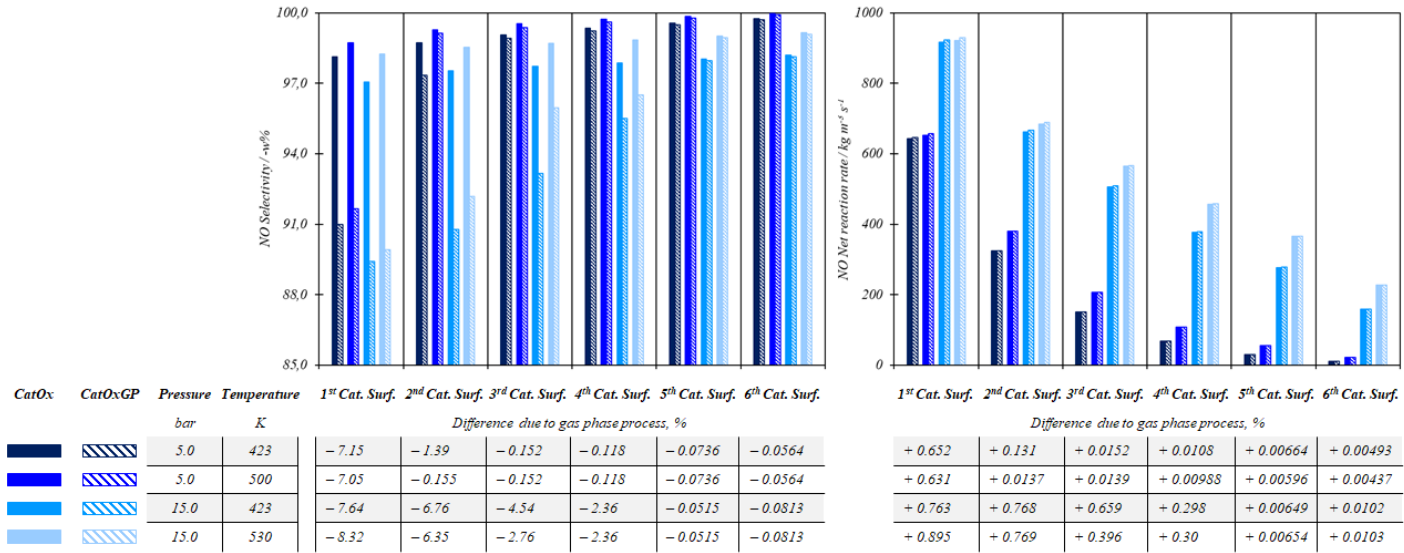 100,0
97,0
94,0
91,0
88,0
85,0
NO Selectivity / -w%
1000
800
600
400
200
0
NO Net reaction rate / kg m⁻³ s⁻¹
CatOx CatOxGP Pressure Temperature 1st Cat. Surf. 2nd Cat. Surf. 3rd Cat. Surf. 4th Cat. Surf. 5th Cat. Surf. 6th Cat. Surf. 1st Cat. Surf. 2nd Cat. Surf. 3rd Cat. Surf. 4th Cat. Surf. 5th Cat. Surf. 6th Cat. Surf.
bar K Difference due to gas phase process, % Difference due to gas phase process, %
5.0 423 – 7.15 – 1.39 – 0.152 – 0.118 – 0.0736 – 0.0564 + 0.652 + 0.131 + 0.0152 + 0.0108 + 0.00664 + 0.00493
5.0 500 – 7.05 – 0.155 – 0.152 – 0.118 – 0.0736 – 0.0564 + 0.631 + 0.0137 + 0.0139 + 0.00988 + 0.00596 + 0.00437
15.0 423 – 7.64 – 6.76 – 4.54 – 2.36 – 0.0515 – 0.0813 + 0.763 + 0.768 + 0.659 + 0.298 + 0.00649 + 0.0102
15.0 530 – 8.32 – 6.35 – 2.76 – 2.36 – 0.0515 – 0.0813 + 0.895 + 0.769 + 0.396 + 0.30 + 0.00654 + 0.0103